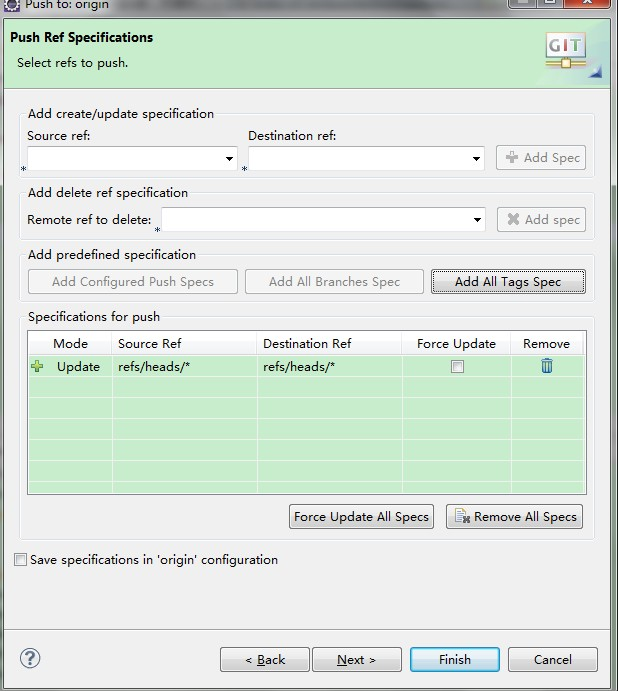 Push to: origin
Push Ref Specifications
Select refs to push.
GIT
Add create/update specification
Source ref: Destination ref:
* * Add Spec
Add delete ref specification
Remote ref to delete: * Add spec
Add predefined specification
Add Configured Push Specs Add All Branches Spec Add All Tags Spec
Specifications for push
Mode Source Ref Destination Ref Force Update Remove
Update refs/heads/* refs/heads/*
Force Update All Specs Remove All Specs
Save specifications in 'origin' configuration
? < Back Next > Finish Cancel